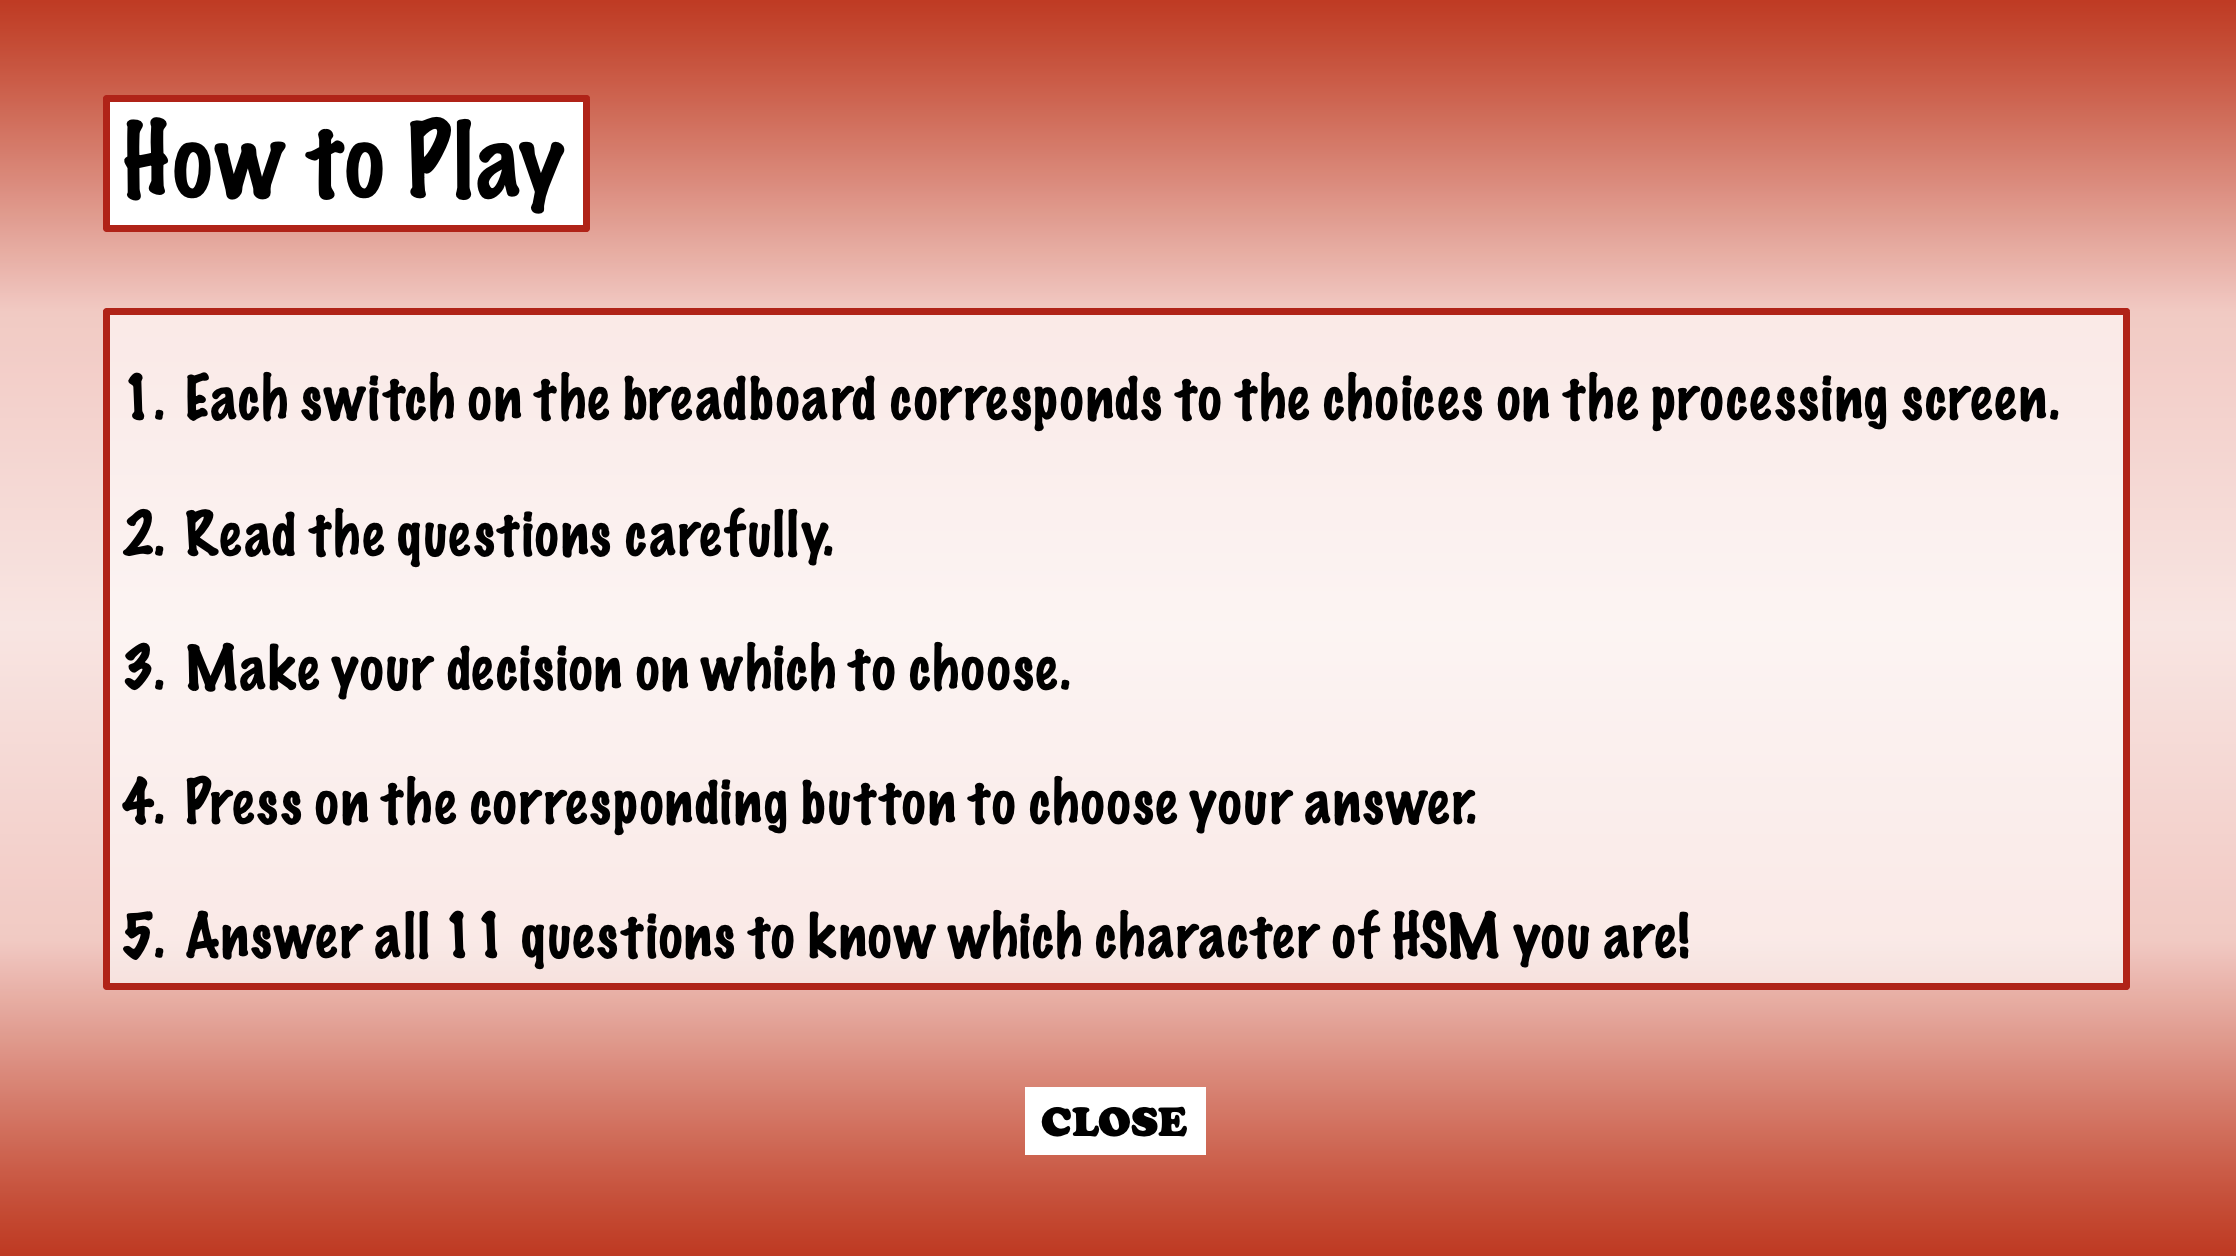 How to Play
1. Each switch on the breadboard corresponds to the choices on the processing screen.
2. Read the questions carefully.
3. Make your decision on which to choose.
4. Press on the corresponding button to choose your answer.
5. Answer all 11 questions to know which character of HSM you are!
CLOSE